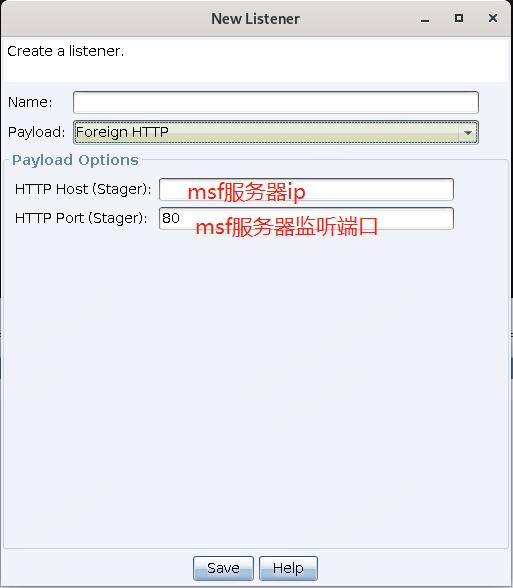 New Listener
Create a listener.
Name:
Payload: Foreign HTTP
Payload Options
HTTP Host (Stager): msf服务器ip
HTTP Port (Stager): 80
msf服务器监听端口
Save Help